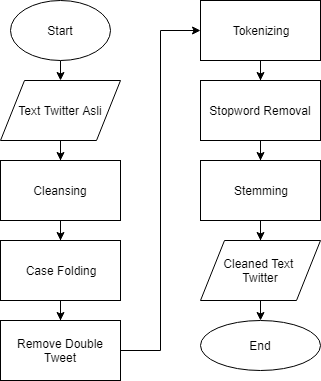 Start
Text Twitter Asli
Cleansing
Case Folding
Remove Double
Tweet
Tokenizing
Stopword Removal
Stemming
Cleaned Text
Twitter
End